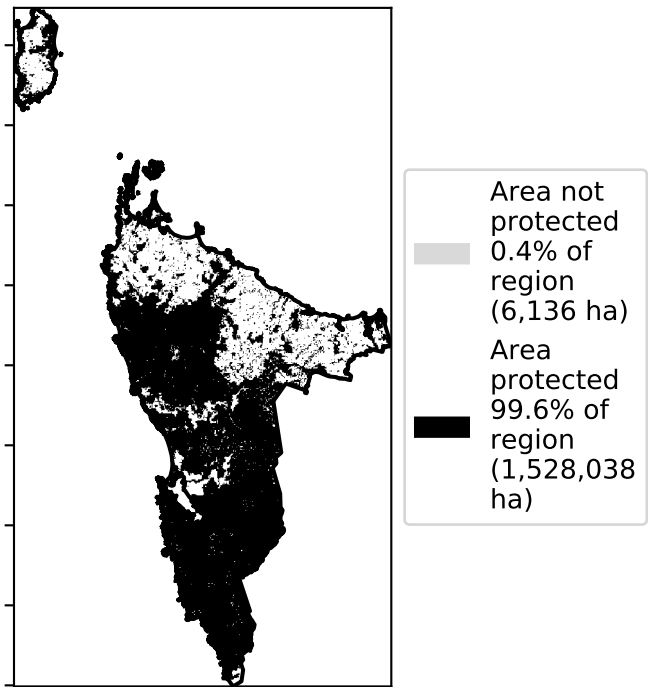 Area not
protected
0.4% of
region
(6,136 ha)
Area
protected
99.6% of
region
(1,528,038
ha)